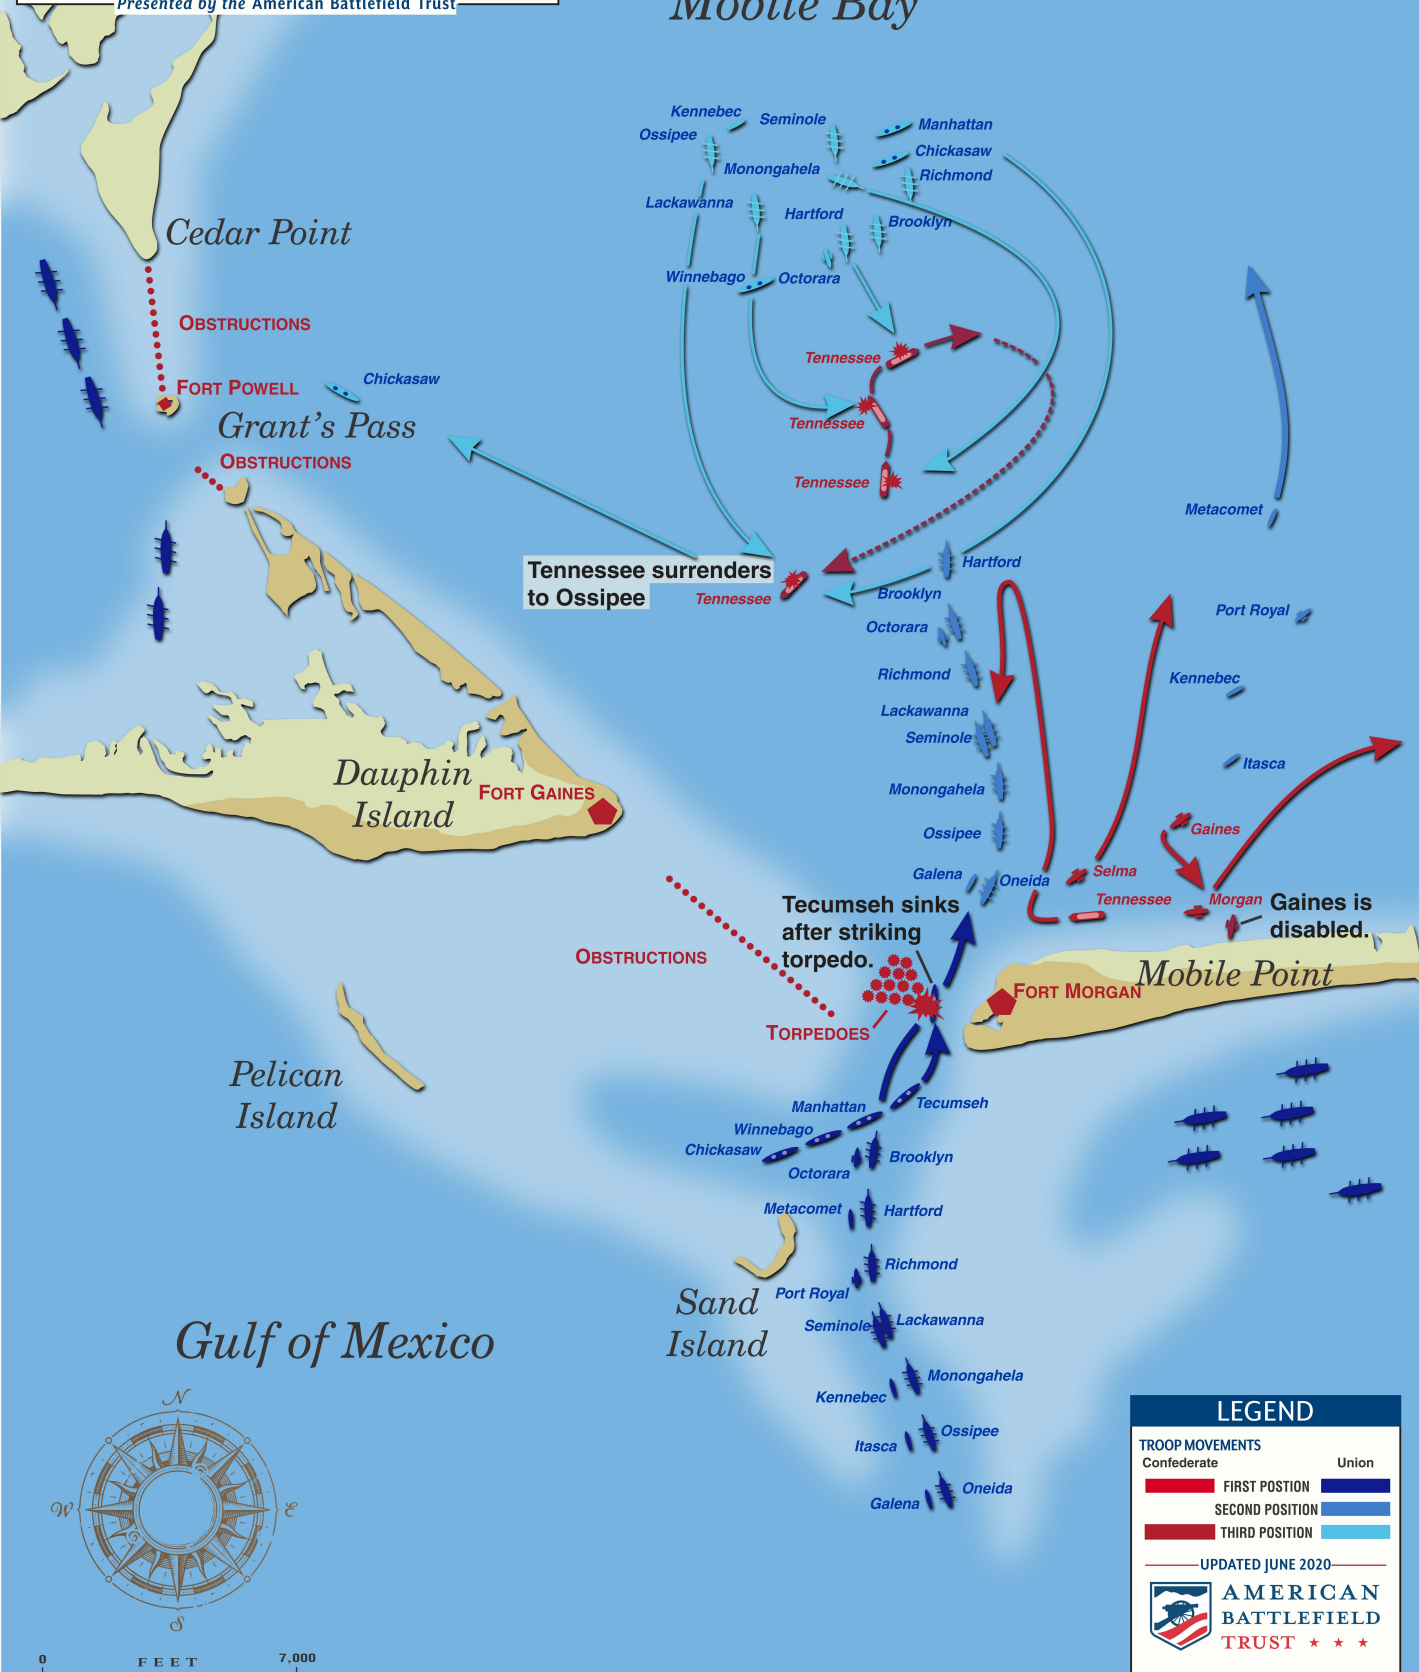 Presented by the American Battlefield Trust
Mobile Bay
Kennebec
Seminole
Manhattan
Ossipee
Chickasaw
Monongahela
Richmond
Lackawanna
Hartford
Brooklyn
Cedar Point
Winnebago
Octorara
OBSTRUCTIONS
Tennessee
FORT POWELL
Chickasaw
Grant's Pass
Tennessee
OBSTRUCTIONS
Tennessee
Metacomet
Tennessee surrenders
to Ossipee
Tennessee
Hartford
Brooklyn
Port Royal
Octorara
Richmond
Kennebec
Lackawanna
Seminole
Itasca
Dauphin
Island
FORT GAINES
Monongahela
Ossipee
Gaines
Galena
Oneida
Selma
Tennessee
Morgan
Gaines is
disabled.
Tecumseh sinks
after striking
torpedo.
OBSTRUCTIONS
Mobile Point
FORT MORGAN
TORPEDOES
Pelican
Island
Manhattan
Tecumseh
Winnebago
Chickasaw
Octorara
Brooklyn
Metacomet
Hartford
Richmond
Port Royal
Sand
Island
Seminole
Lackawanna
Gulf of Mexico
Monongahela
Kennebec
Ossipee
Itasca
Oneida
Galena
N
W
E
S
0 FEET 7,000
LEGEND
TROOP MOVEMENTS
Confederate Union
FIRST POSTION
SECOND POSITION
THIRD POSITION
UPDATED JUNE 2020
AMERICAN
BATTLEFIELD
TRUST